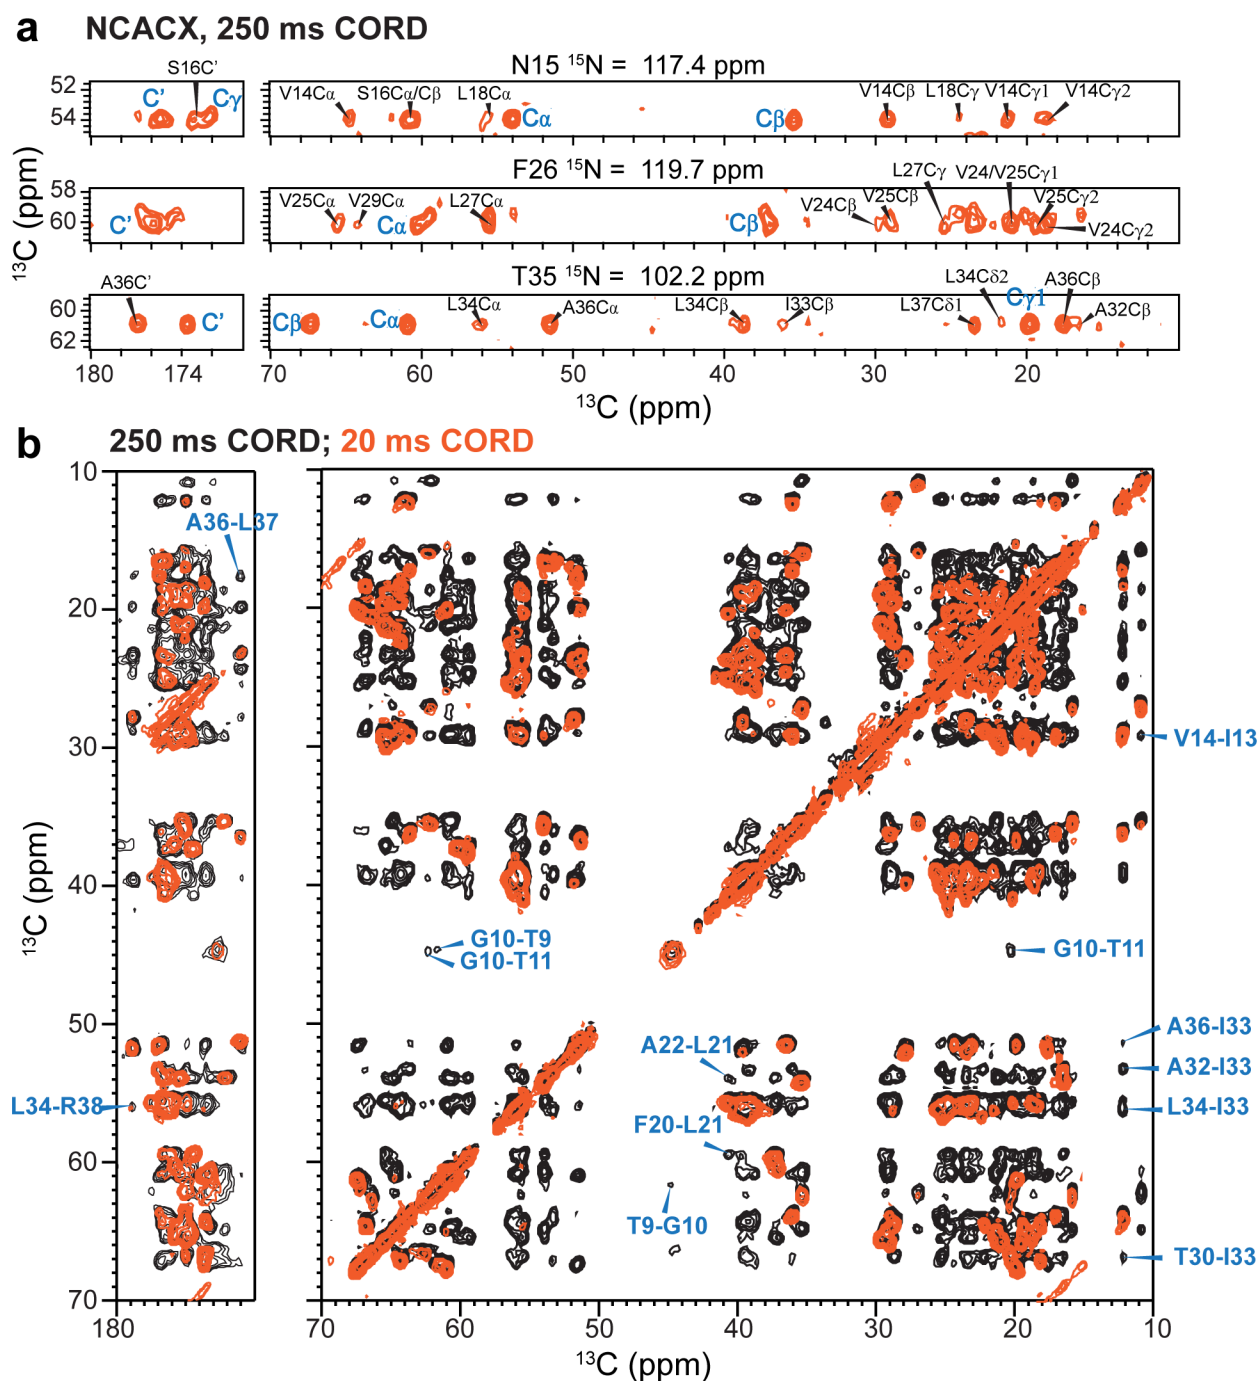 a NCACX, 250 ms CORD
N15 ¹⁵N = 117.4 ppm
S16C'
52
54
C'
Cγ
V14Cα
S16Cα/Cβ
L18Cα
Cα
Cβ
V14Cβ
L18Cγ
V14Cγ1
V14Cγ2
F26 ¹⁵N = 119.7 ppm
58
60
C'
V25Cα
V29Cα
Cα
L27Cα
Cβ
V24Cβ
V25Cβ
L27Cγ
V24/V25Cγ1
V25Cγ2
V24Cγ2
T35 ¹⁵N = 102.2 ppm
60
62
A36C'
C'
Cβ
Cα
L34Cα
A36Cα
L34Cβ
I33Cβ
L37Cδ1
L34Cδ2
Cγ1
A36Cβ
A32Cβ
¹³C (ppm)
180 174 70 60 50 40 30 20
¹³C (ppm)
b 250 ms CORD; 20 ms CORD
10
20
30
40
50
60
70
¹³C (ppm)
A36-L37
V14-I13
G10-T9
G10-T11
G10-T11
A36-I33
A22-L21
A32-I33
L34-R38
L34-I33
F20-L21
T9-G10
T30-I33
180 70 60 50 40 30 20 10
¹³C (ppm)